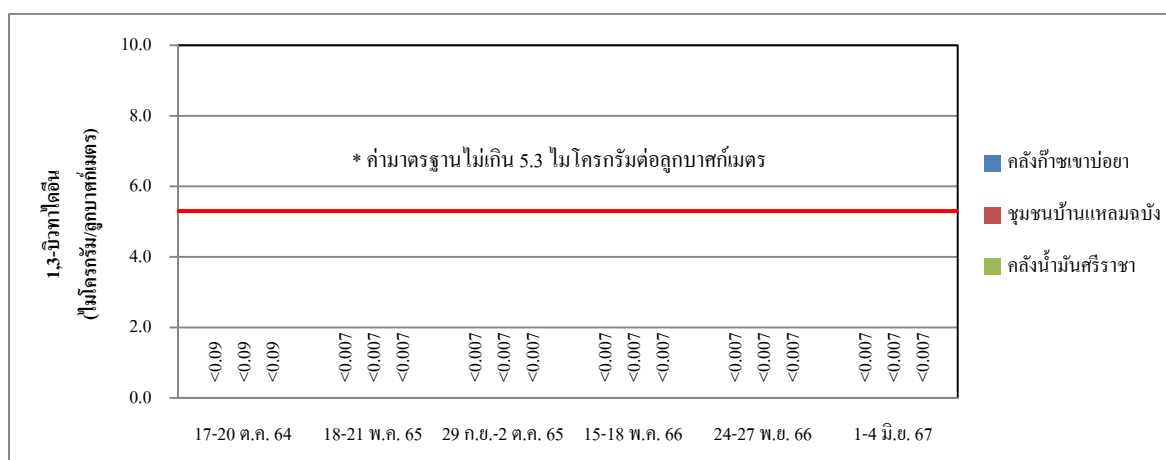 1,3-บิวทาไดอีน
(ไมโครกรัม/ลูกบาศก์เมตร)
10.0
8.0
6.0
4.0
2.0
0.0
* ค่ามาตรฐานไม่เกิน 5.3 ไมโครกรัมต่อลูกบาศก์เมตร
<0.09 <0.09 <0.09 <0.007 <0.007 <0.007 <0.007 <0.007 <0.007 <0.007 <0.007 <0.007 <0.007 <0.007 <0.007 <0.007 <0.007 <0.007
17-20 ต.ค. 64 18-21 พ.ค. 65 29 ก.ย.-2 ต.ค. 65 15-18 พ.ค. 66 24-27 พ.ย. 66 1-4 มิ.ย. 67
คลังก๊าซเขาบ่อยา
ชุมชนบ้านแหลมฉบัง
คลังน้ำมันศรีราชา